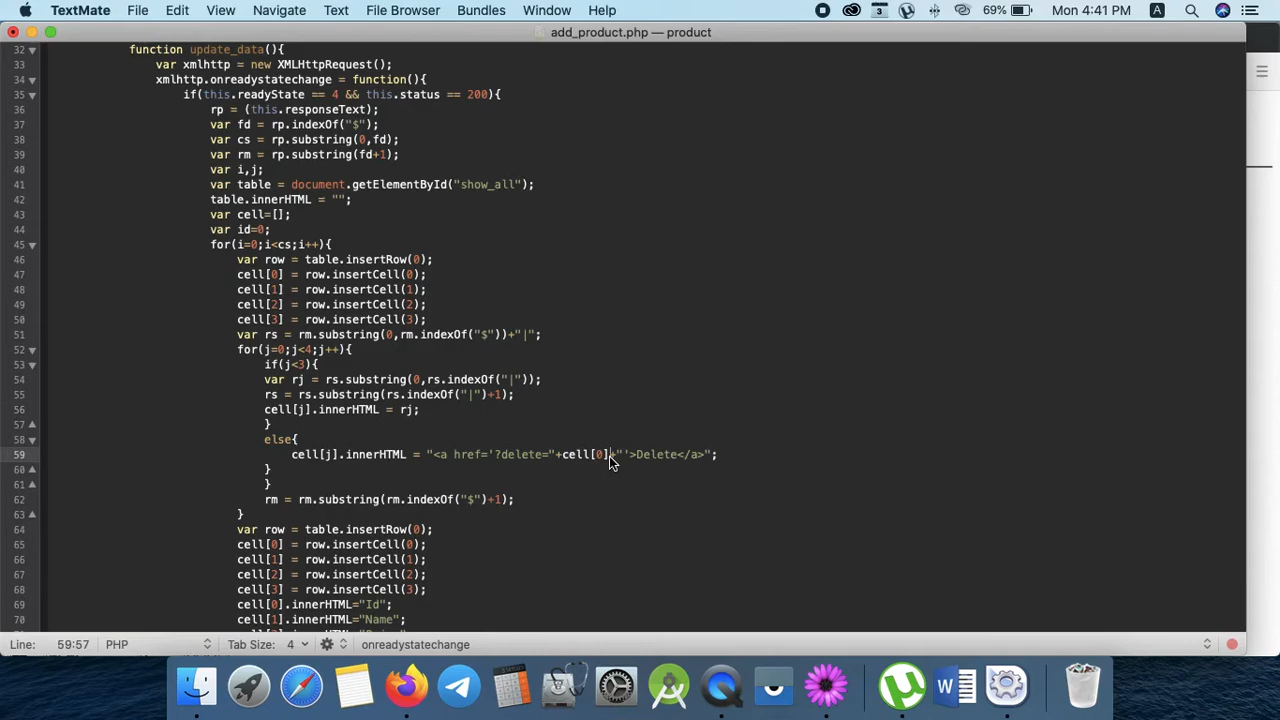 TextMate File Edit View Navigate Text File Browser Bundles Window Help 3 69% Mon 4:41 PM A
add_product.php — product
32 function update_data(){
33 var xmlhttp = new XMLHttpRequest();
34 xmlhttp.onreadystatechange = function(){
35 if(this.readyState == 4 && this.status == 200){
36 rp = (this.responseText);
37 var fd = rp.indexOf("$");
38 var cs = rp.substring(0,fd);
39 var rm = rp.substring(fd+1);
40 var i,j;
41 var table = document.getElementById("show_all");
42 table.innerHTML = "";
43 var cell=[];
44 var id=0;
45 for(i=0;i<cs;i++){
46 var row = table.insertRow(0);
47 cell[0] = row.insertCell(0);
48 cell[1] = row.insertCell(1);
49 cell[2] = row.insertCell(2);
50 cell[3] = row.insertCell(3);
51 var rs = rm.substring(0,rm.indexOf("$"))+"|";
52 for(j=0;j<4;j++){
53 if(j<3){
54 var rj = rs.substring(0,rs.indexOf("|"));
55 rs = rs.substring(rs.indexOf("|")+1);
56 cell[j].innerHTML = rj;
57 }
58 else{
59 cell[j].innerHTML = "<a href='?delete="+cell[0]+"'>Delete</a>";
60 }
61 }
62 rm = rm.substring(rm.indexOf("$")+1);
63 }
64 var row = table.insertRow(0);
65 cell[0] = row.insertCell(0);
66 cell[1] = row.insertCell(1);
67 cell[2] = row.insertCell(2);
68 cell[3] = row.insertCell(3);
69 cell[0].innerHTML="Id";
70 cell[1].innerHTML="Name";
Line: 59:57 PHP Tab Size: 4 onreadystatechange
W